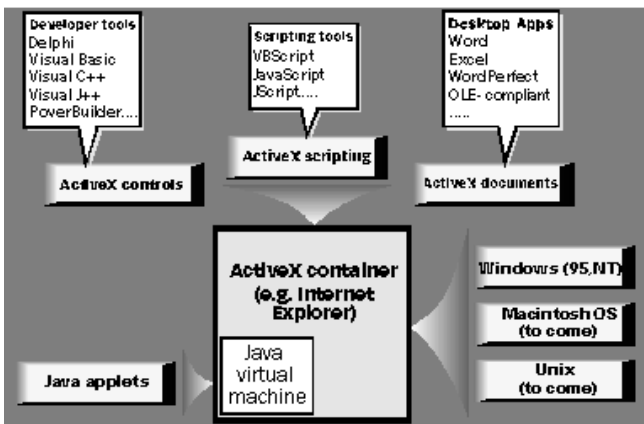 Developer tools
Delphi
Visual Basic
Visual C++
Visual J++
PowerBuilder....
ActiveX controls
Scripting tools
VBScript
JavaScript
JScript....
ActiveX scripting
Desktop Apps
Word
Excel
WordPerfect
OLE- compliant
.....
ActiveX documents
ActiveX container
(e.g. Internet
Explorer)
Java
virtual
machine
Java applets
Windows (95,NT)
Macintosh OS
(to come)
Unix
(to come)